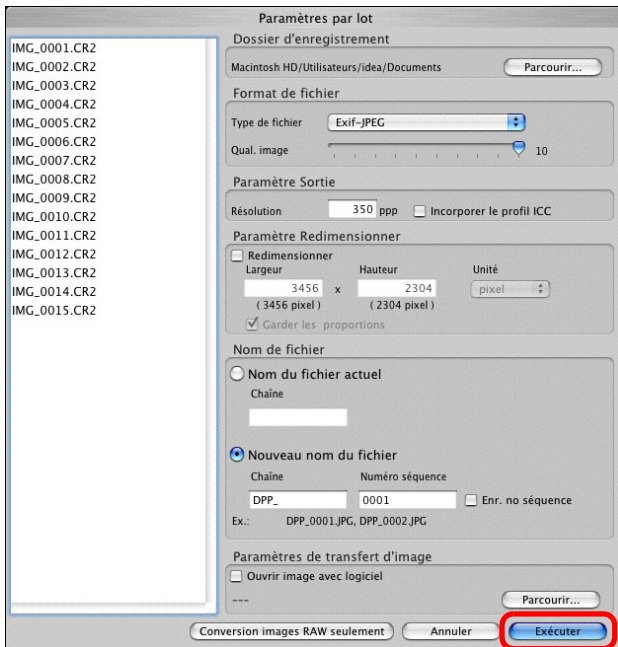 Paramètres par lot
IMG_0001.CR2
IMG_0002.CR2
IMG_0003.CR2
IMG_0004.CR2
IMG_0005.CR2
IMG_0006.CR2
IMG_0007.CR2
IMG_0008.CR2
IMG_0009.CR2
IMG_0010.CR2
IMG_0011.CR2
IMG_0012.CR2
IMG_0013.CR2
IMG_0014.CR2
IMG_0015.CR2
Dossier d'enregistrement
Macintosh HD/Utilisateurs/idea/Documents Parcourir...
Format de fichier
Type de fichier Exif-JPEG
Qual. image 10
Paramètre Sortie
Résolution 350 ppp Incorporer le profil ICC
Paramètre Redimensionner
Redimensionner
Largeur Hauteur Unité
3456 x 2304 pixel
( 3456 pixel ) ( 2304 pixel )
Garder les proportions
Nom de fichier
Nom du fichier actuel
Chaîne
Nouveau nom du fichier
Chaîne Numéro séquence
DPP_ 0001 Enr. no séquence
Ex.: DPP_0001.JPG, DPP_0002.JPG
Paramètres de transfert d'image
Ouvrir image avec logiciel
--- Parcourir...
Conversion images RAW seulement Annuler Exécuter